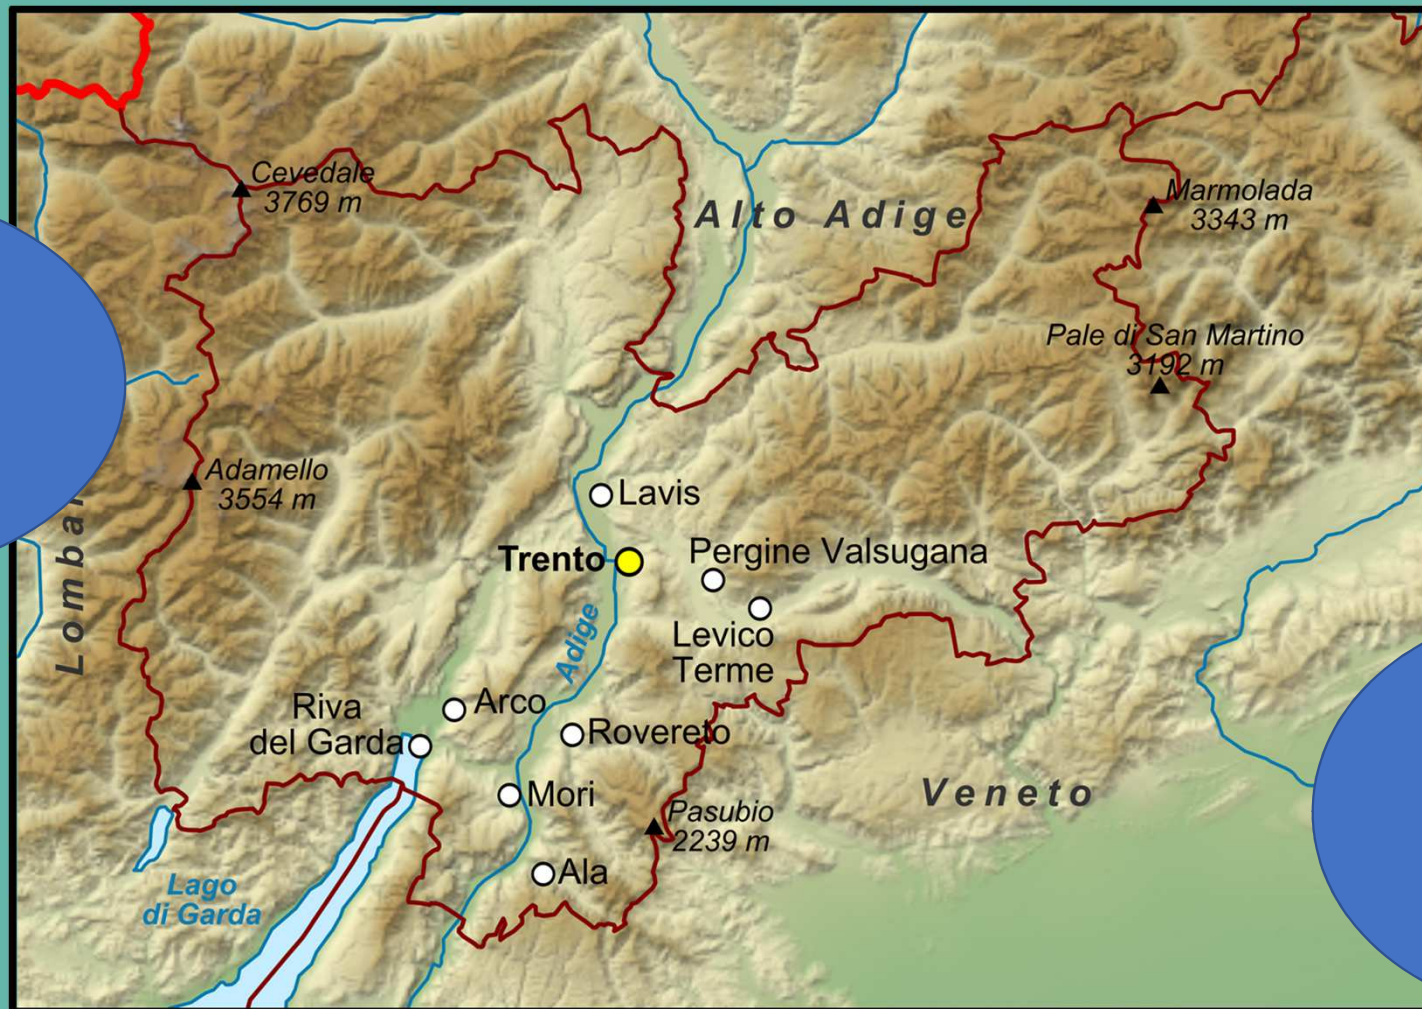 Cevedale
3769 m
Alto Adige
Marmolada
3343 m
Pale di San Martino
3192 m
Adamello
3554 m
Lavis
Trento
Pergine Valsugana
Levico
Terme
Adige
Arco
Riva
del Garda
Rovereto
Mori
Veneto
Pasubio
2239 m
Ala
Lago
di Garda